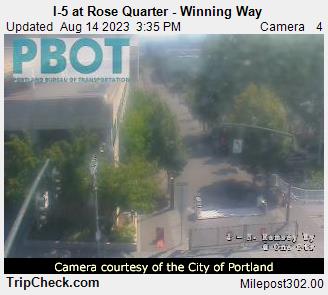 I-5 at Rose Quarter - Winning Way
Updated Aug 14 2023 3:35 PM Camera 4
PBOT
PORTLAND BUREAU OF TRANSPORTATION
Camera courtesy of the City of Portland
TripCheck.com Milepost302.00